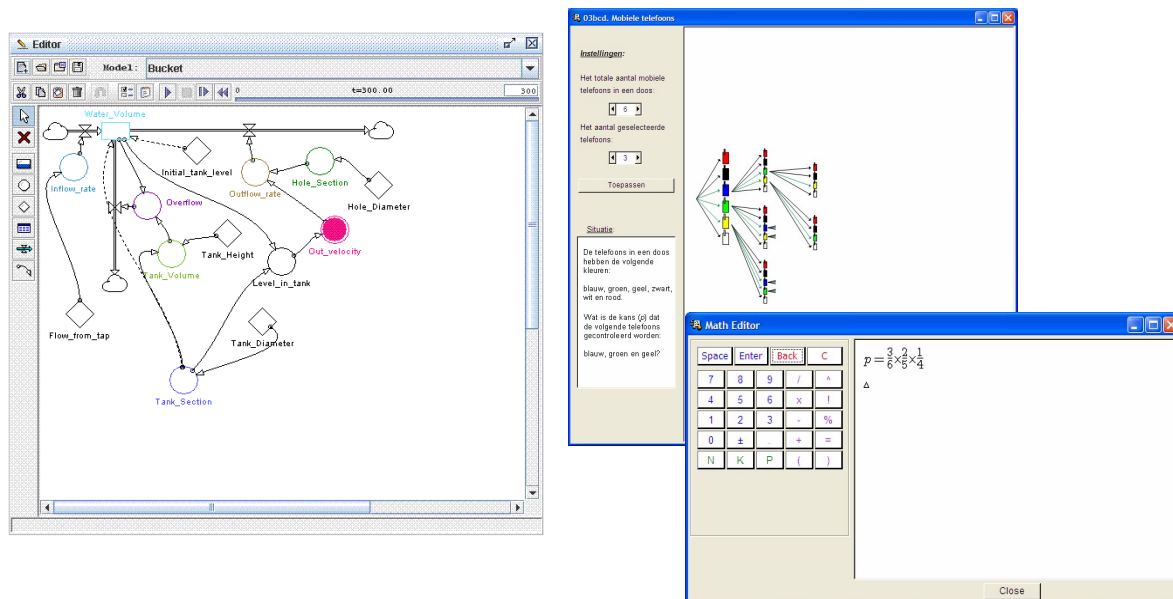 Editor
Model: Bucket
0 t=300.00 300
Water_Volume
Initial_tank_level
Inflow_rate
Outflow_rate
Hole_Section
Hole_Diameter
Overflow
Out_velocity
Tank_Height
Tank_Volume
Level_in_tank
Flow_from_tap
Tank_Diameter
Tank_Section
03bcd. Mobiele telefoons
Instellingen:
Het totale aantal mobiele
telefoons in een doos:
6
Het aantal geselecteerde
telefoons:
3
Toepassen
Situatie:
De telefoons in een doos
hebben de volgende
kleuren:
blauw, groen, geel, zwart,
wit en rood.
Wat is de kans (p) dat
de volgende telefoons
gecontroleerd worden:
blauw, groen en geel?
Math Editor
Space Enter Back C
7 8 9 / ^
4 5 6 x !
1 2 3 - %
0 ± . + =
N K P ( )
p = 3/6 × 2/5 × 1/4
Close